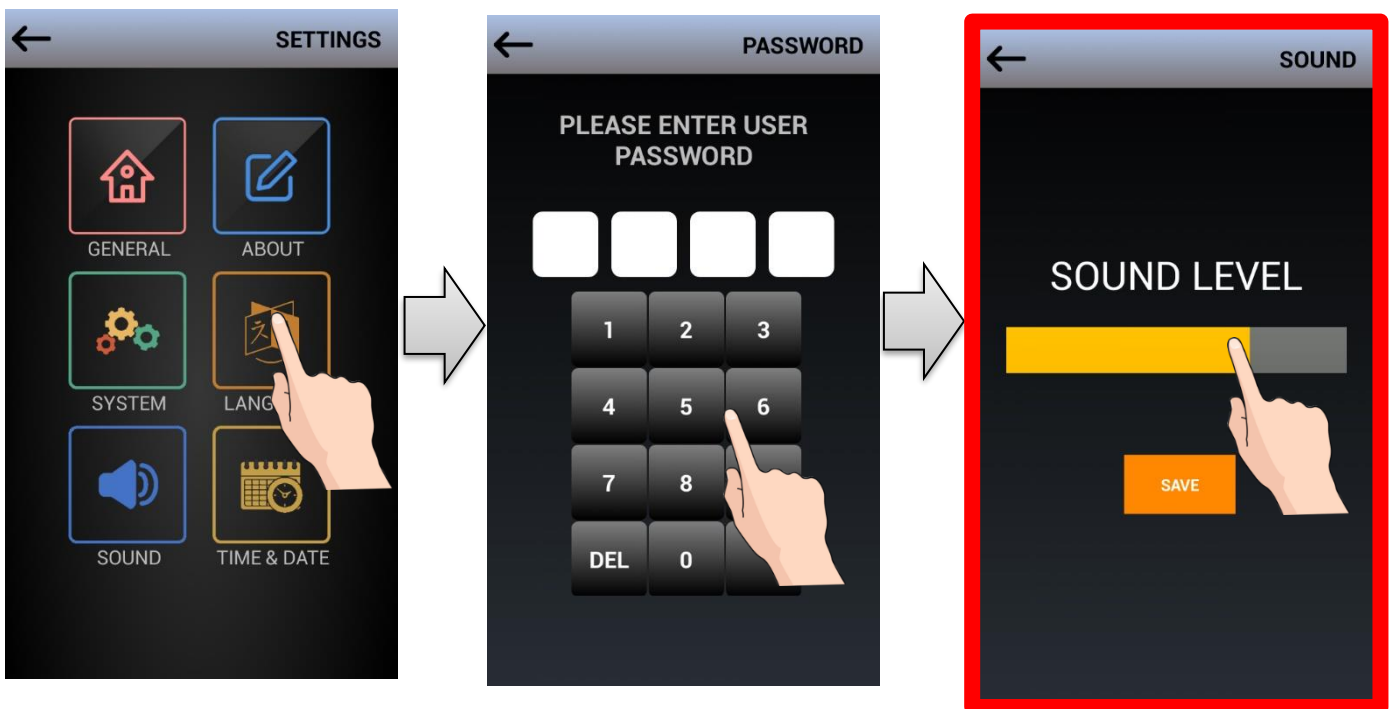 SETTINGS
GENERAL ABOUT
SYSTEM LANG
SOUND TIME & DATE
PASSWORD
PLEASE ENTER USER
PASSWORD
1 2 3
4 5 6
7 8
DEL 0
SOUND
SOUND LEVEL
SAVE